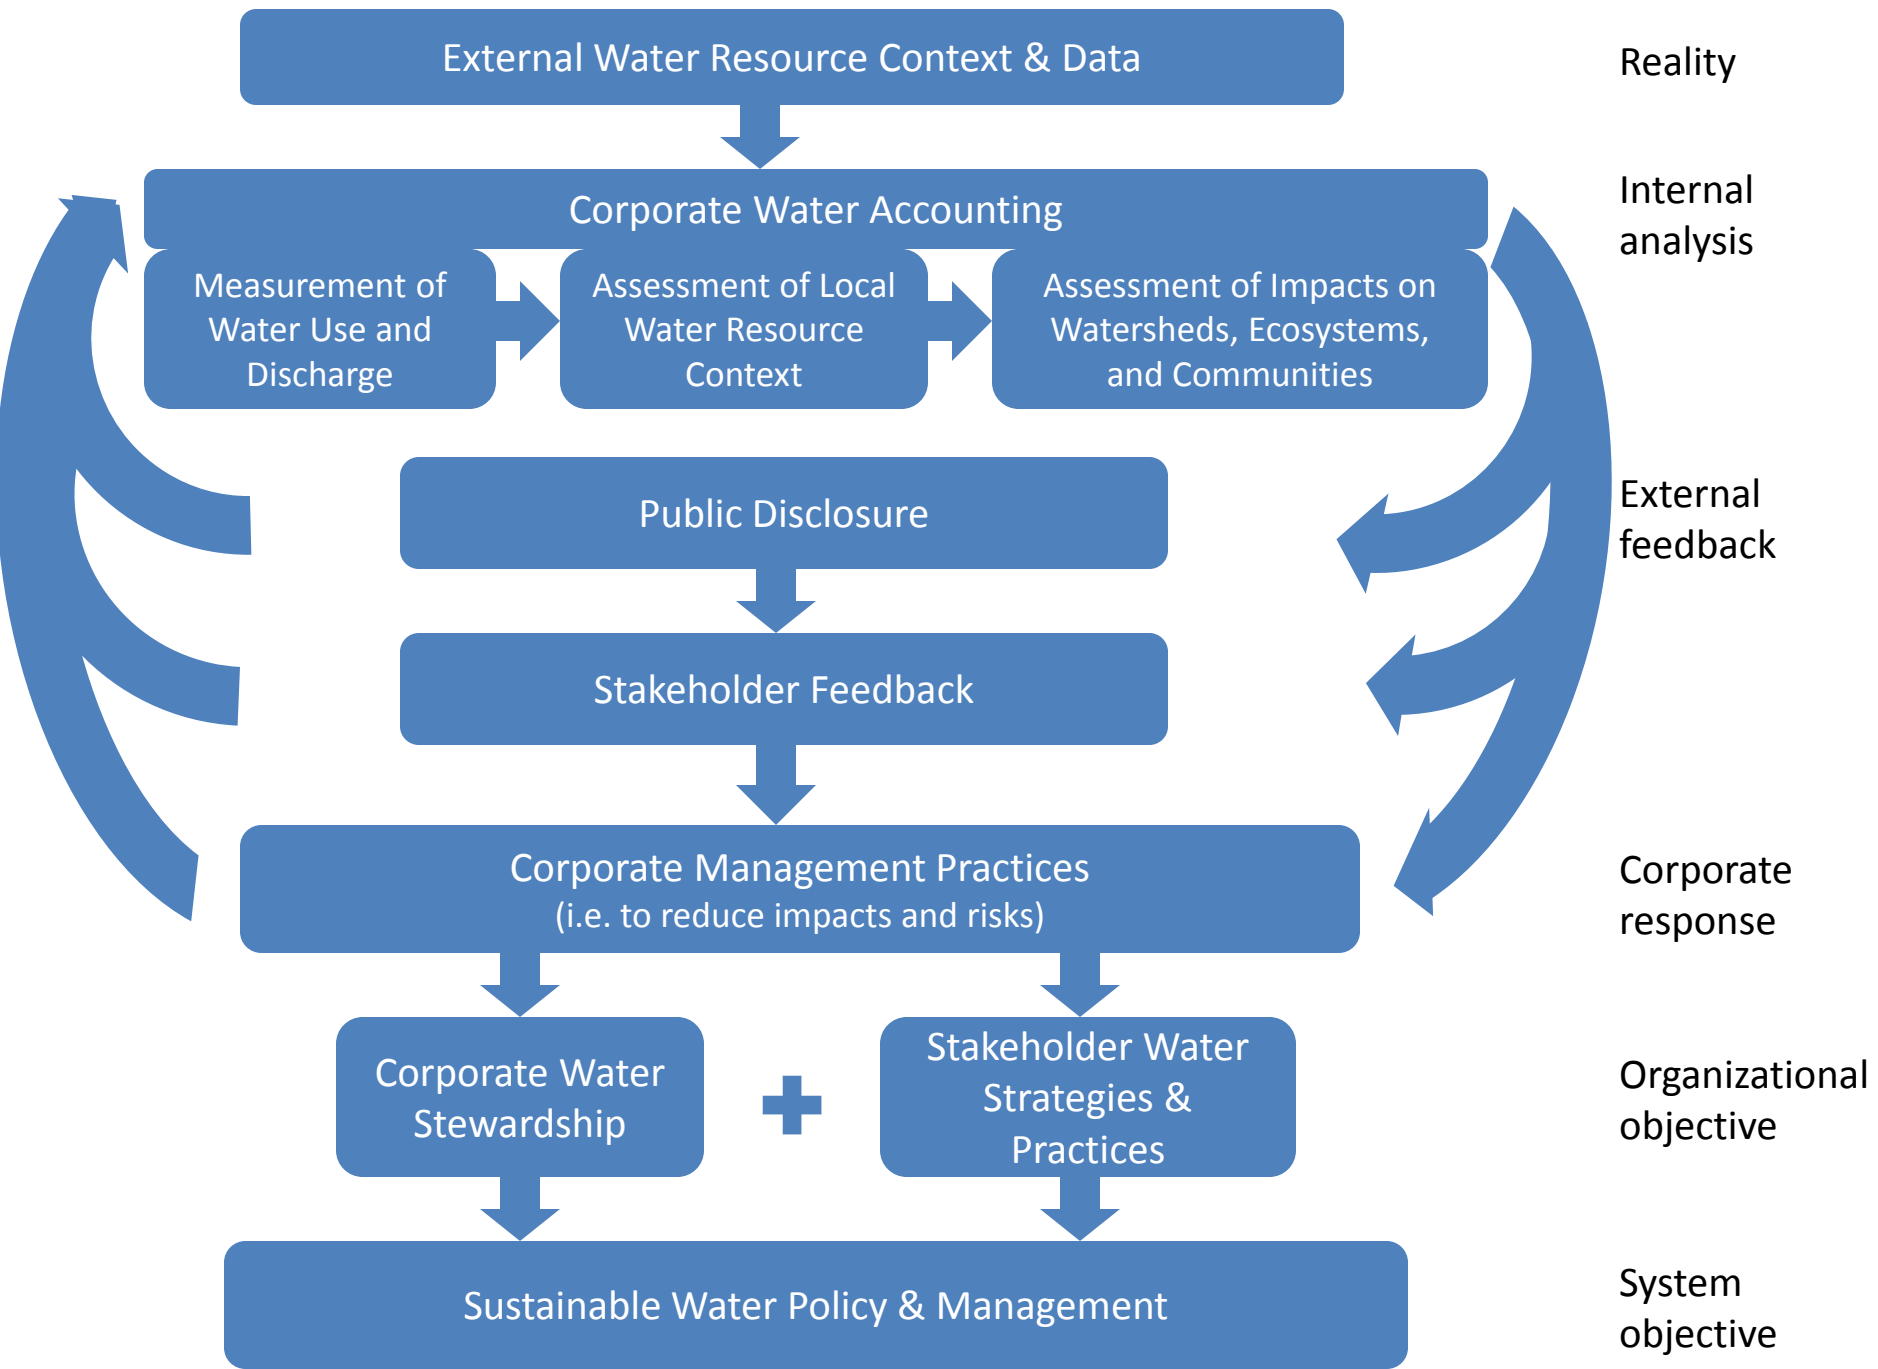 External Water Resource Context & Data
Reality
Corporate Water Accounting
Internal
analysis
Measurement of
Water Use and
Discharge
Assessment of Local
Water Resource
Context
Assessment of Impacts on
Watersheds, Ecosystems,
and Communities
Public Disclosure
External
feedback
Stakeholder Feedback
Corporate Management Practices
(i.e. to reduce impacts and risks)
Corporate
response
Corporate Water
Stewardship
Stakeholder Water
Strategies &
Practices
Organizational
objective
Sustainable Water Policy & Management
System
objective